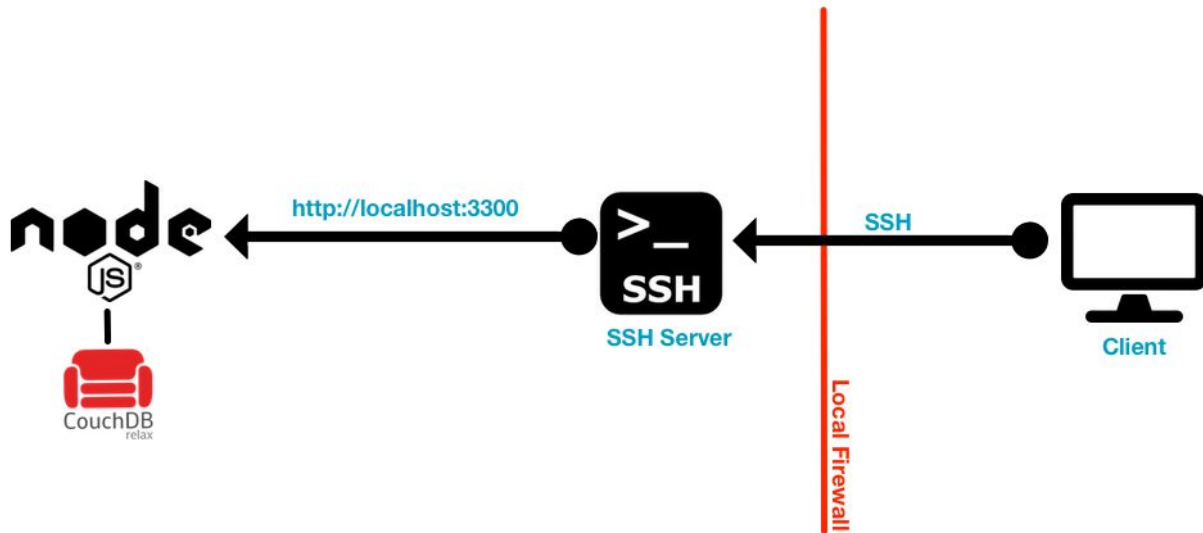 node
JS®
http://localhost:3300
CouchDB
relax
>_
SSH
SSH Server
SSH
Local Firewall
Client